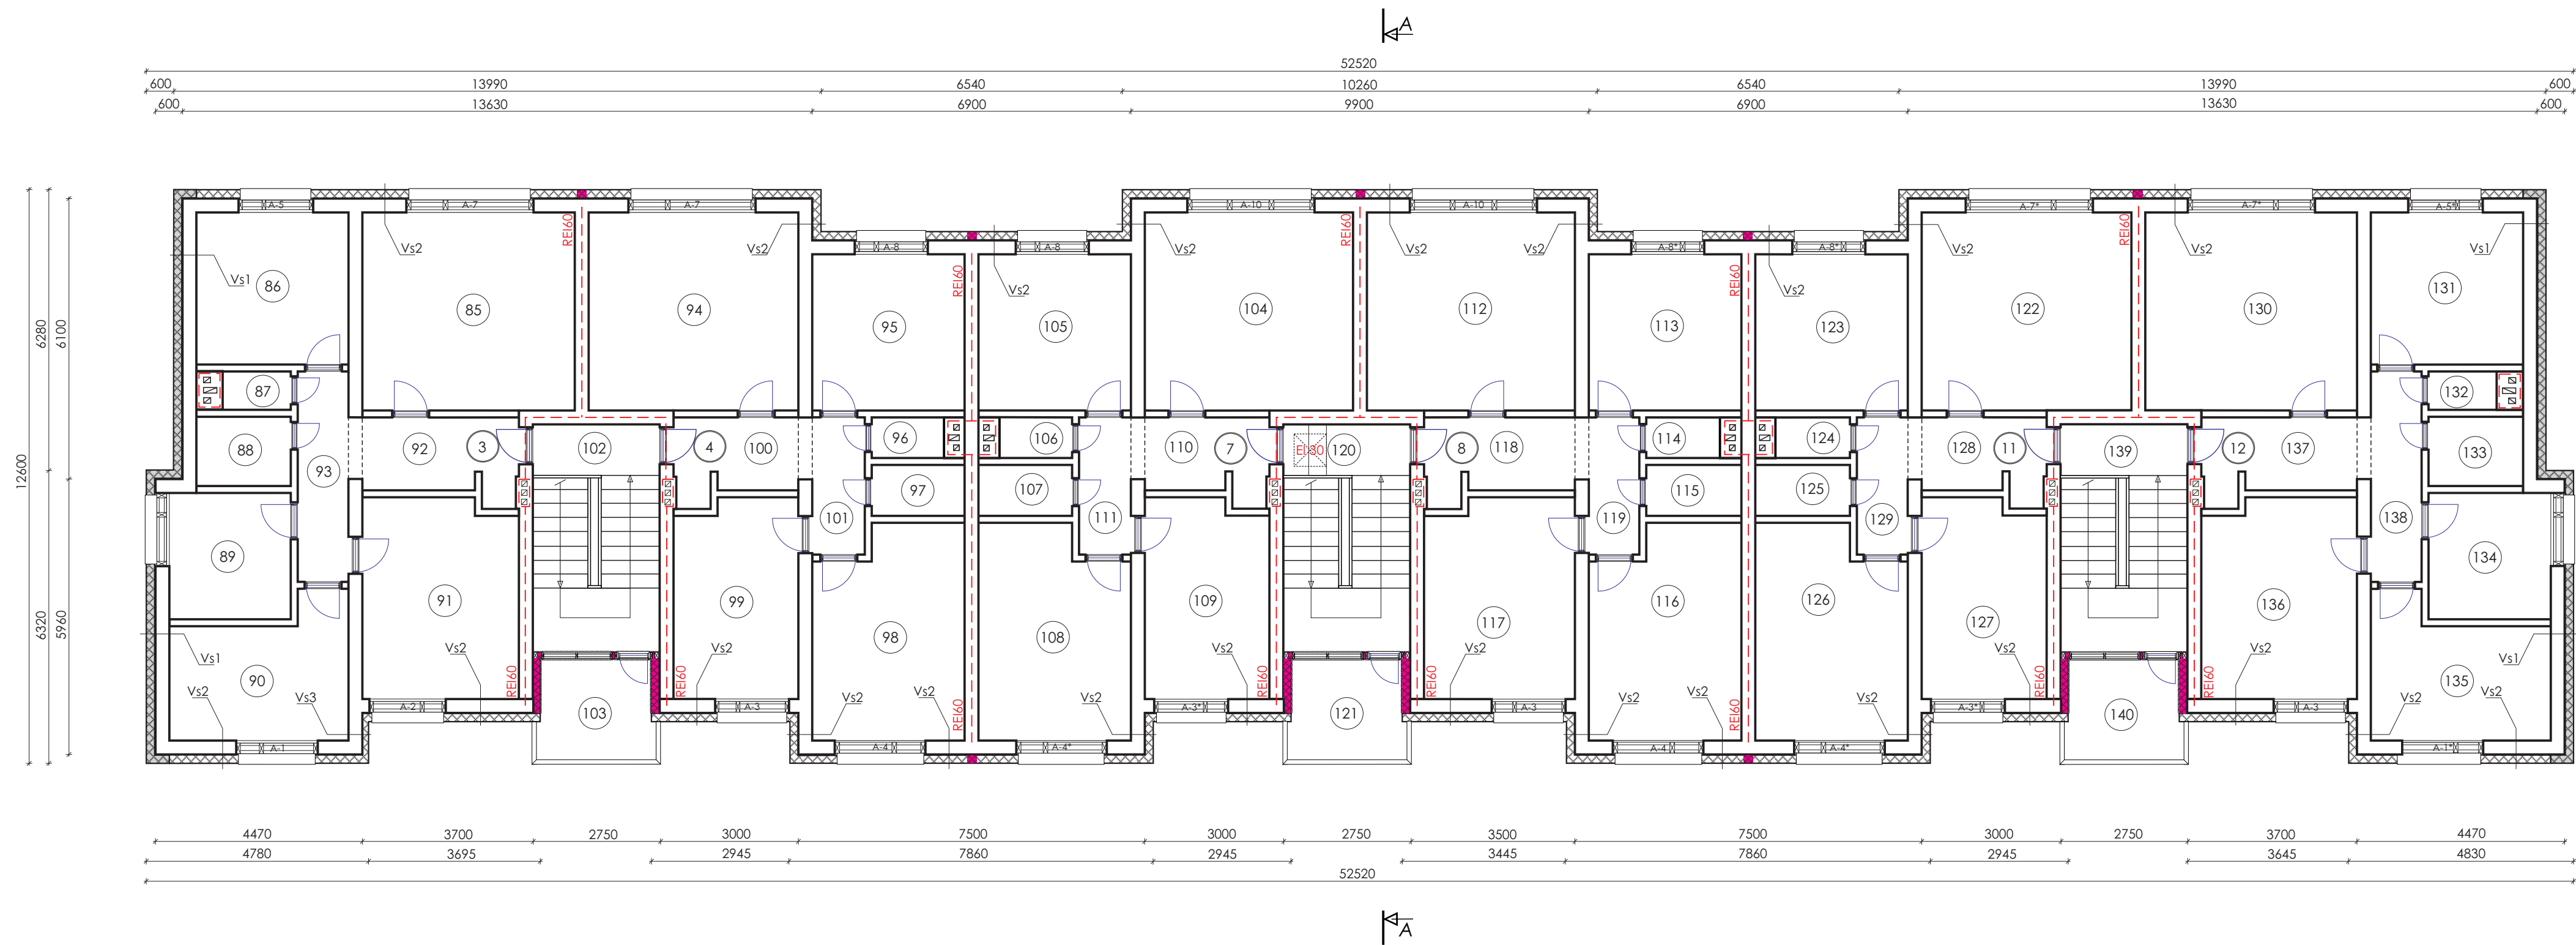 A
52520
600 13990 6540 10260 6540 13990 600
600 13630 6900 9900 6900 13630 600
A-5 A-7 A-7 A-10 A-10 A-7* A-7* A-5*
REI60 REI60 REI60
Vs2 Vs2 Vs2 Vs2 Vs2 Vs2 Vs2 Vs1
A-8 A-8 A-8* A-8*
Vs1 REI60 Vs2 REI60 Vs2
86 85 94 95 105 104 112 113 123 122 130 131
12600
6280 6100
87 132
92 3 102 4 100 96 106 110 7 EI30 120 8 118 114 124 128 11 139 12 137
88 93 133
97 107 115 125
101 111 119 129 138
89 134
91 99 109 117 116 126 127 136
6320 5960
98 108
Vs1 Vs2 Vs2 Vs2 Vs2 Vs2 Vs2 Vs1
90 135
REI60 REI60 REI60 REI60 REI60 REI60
Vs2 Vs3 Vs2 Vs2 Vs2 Vs2 Vs2 Vs2 Vs2 Vs2
REI60 REI60
A-2 103 A-3 A-3* 121 A-3 A-3* 140 A-3
A-1 A-4 A-4* A-4 A-4* A-1*
4470 3700 2750 3000 7500 3000 2750 3500 7500 3000 2750 3700 4470
4780 3695 2945 7860 2945 3445 7860 2945 3645 4830
52520
A